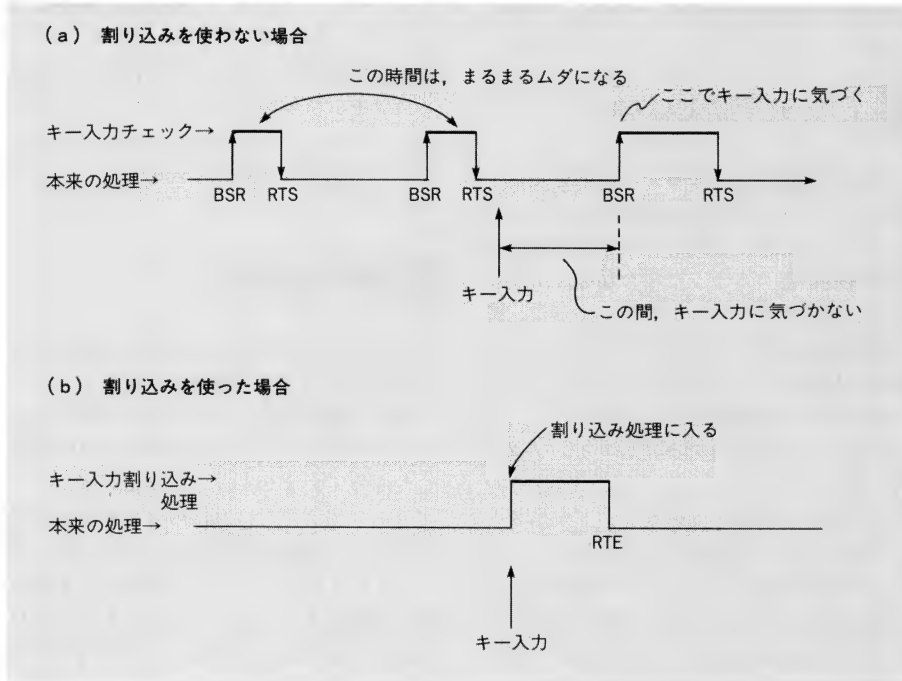 (a) 割り込みを使わない場合
この時間は，まるまるムダになる
ここでキー入力に気づく
キー入力チェック→
本来の処理→
BSR RTS BSR RTS BSR RTS
キー入力
この間，キー入力に気づかない
(b) 割り込みを使った場合
割り込み処理に入る
キー入力割り込み→
処理
本来の処理→
RTE
キー入力